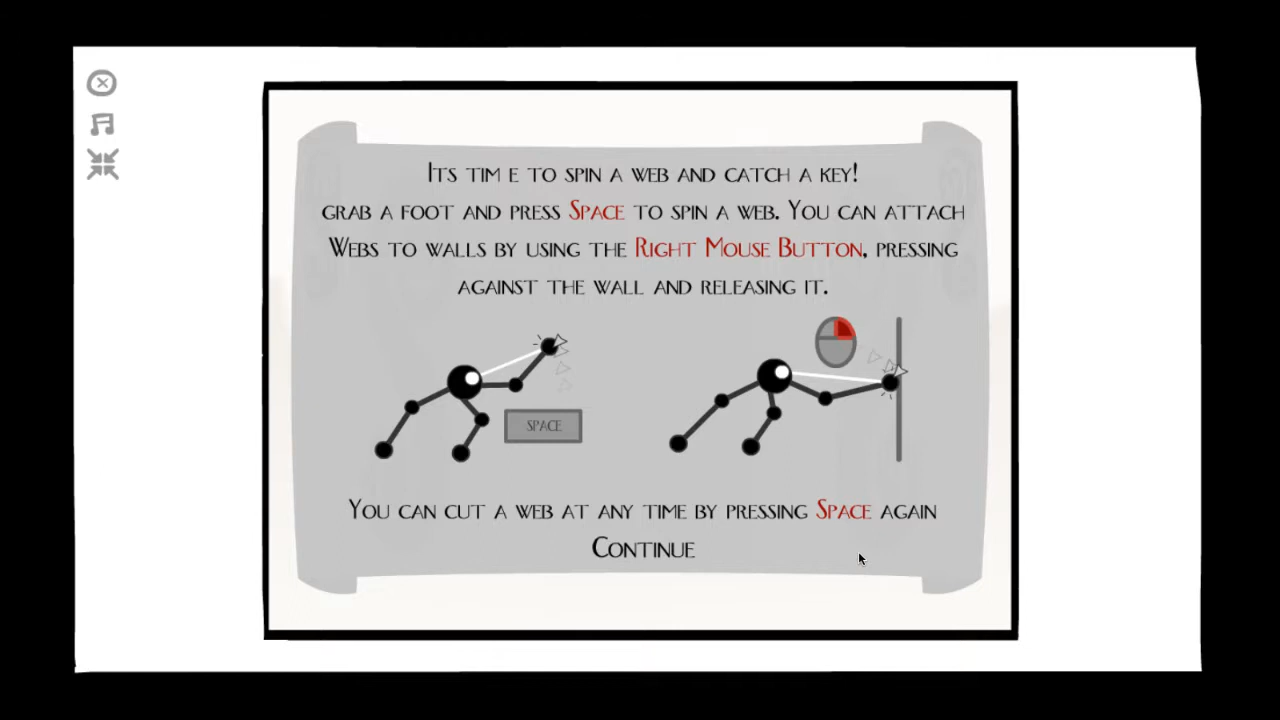 Its tim e to spin a web and catch a key!
grab a foot and press Space to spin a web. You can attach
Webs to walls by using the Right Mouse Button, pressing
against the wall and releasing it.
SPACE
You can cut a web at any time by pressing Space again
Continue